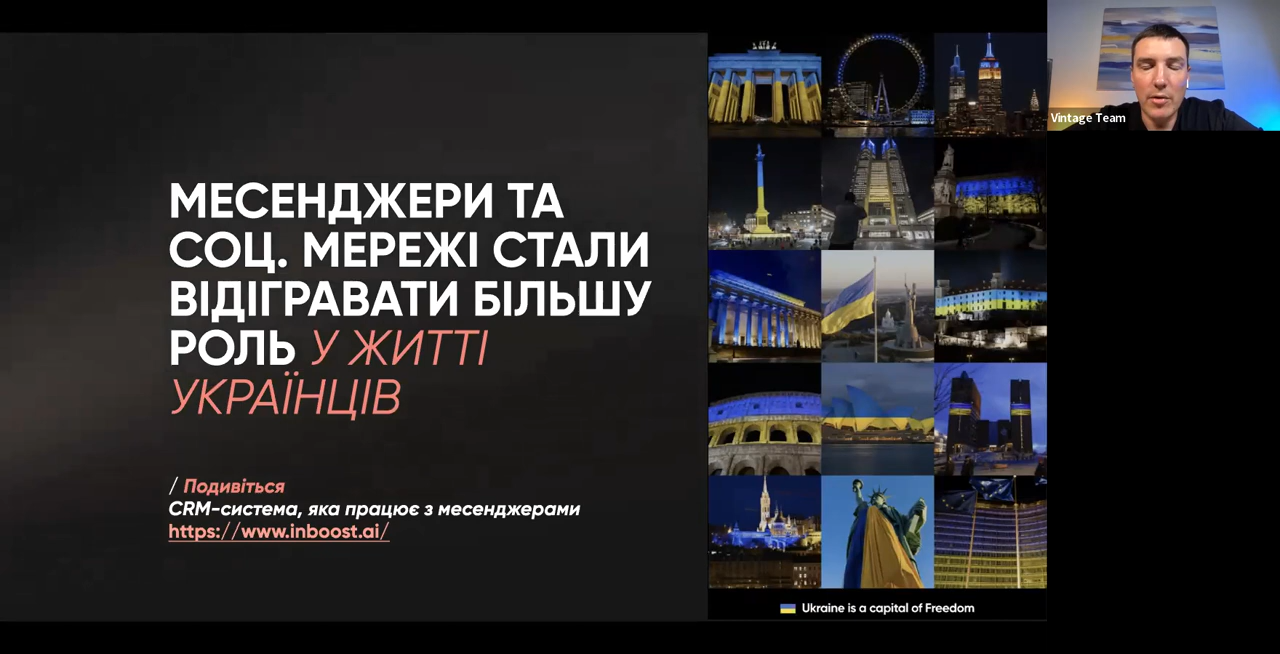 МЕСЕНДЖЕРИ ТА
СОЦ. МЕРЕЖІ СТАЛИ
ВІДІГРАВАТИ БІЛЬШУ
РОЛЬ У ЖИТТІ
УКРАЇНЦІВ
/ Подивіться
CRM-система, яка працює з месенджерами
https://www.inboost.ai/
Ukraine is a capital of Freedom
Vintage Team